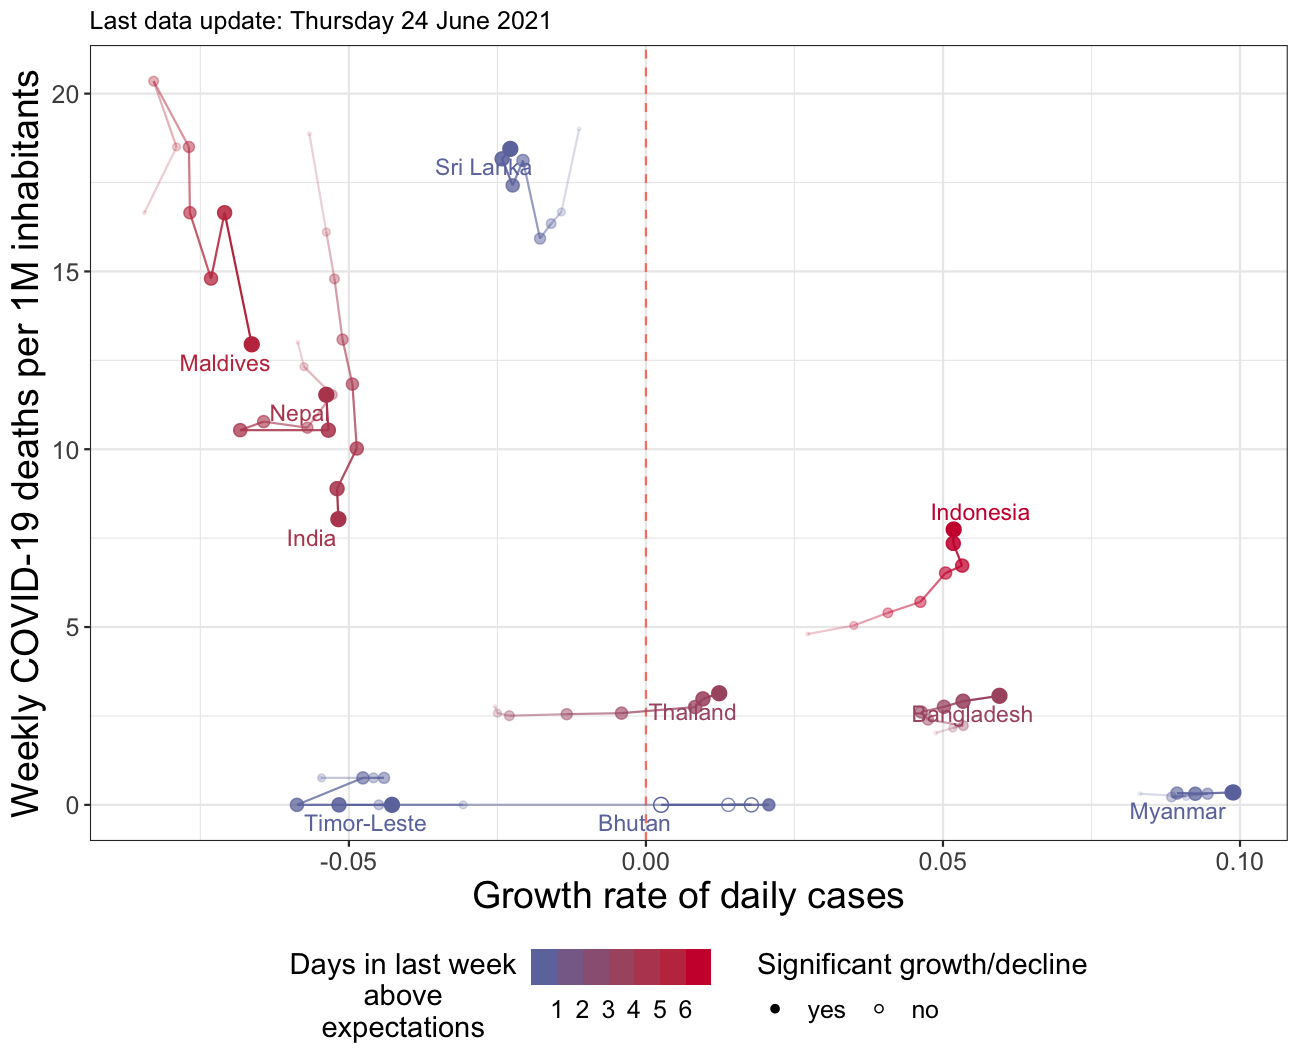 Last data update: Thursday 24 June 2021
Weekly COVID-19 deaths per 1M inhabitants
20
15
10
5
0
Sri Lanka
Maldives
Nepal
India
Indonesia
Thailand
Bangladesh
Timor-Leste
Bhutan
Myanmar
-0.05
0.00
0.05
0.10
Growth rate of daily cases
Days in last week
above
expectations
1 2 3 4 5 6
Significant growth/decline
yes
no